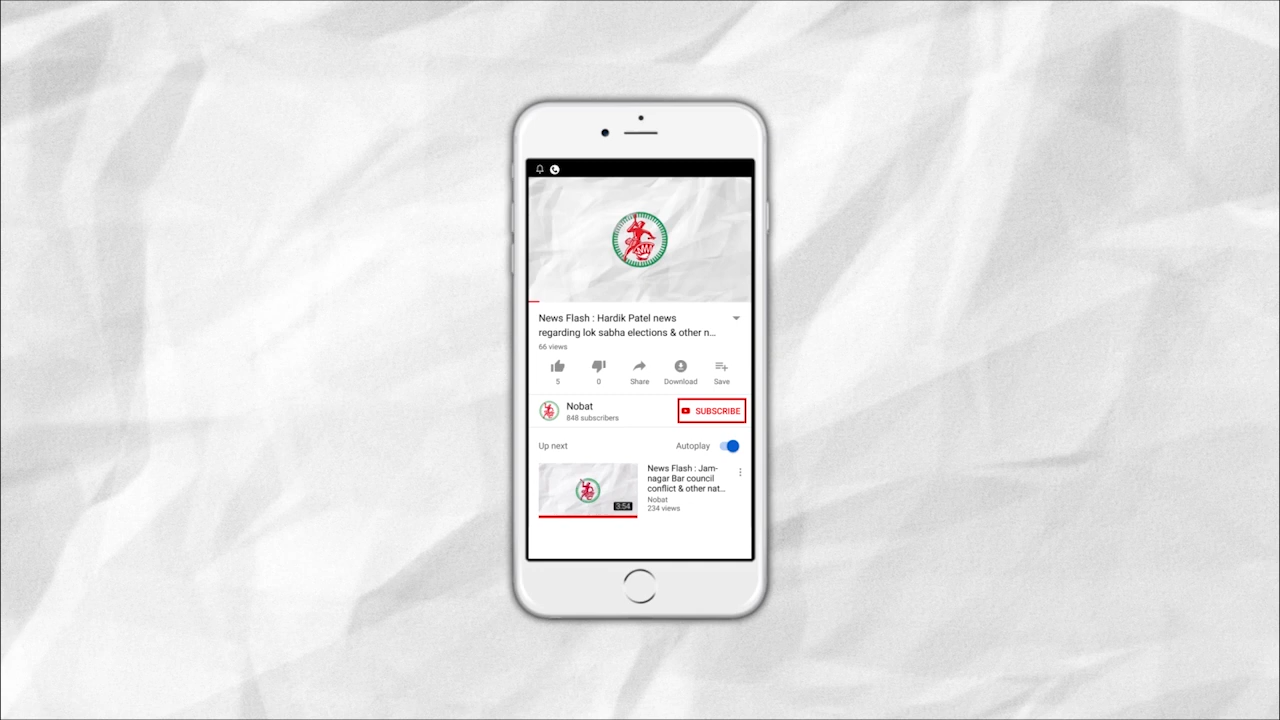 News Flash : Hardik Patel news
regarding lok sabha elections & other n...
66 views
5
0
Share
Download
Save
Nobat
848 subscribers
SUBSCRIBE
Up next
Autoplay
News Flash : Jam-
nagar Bar council
conflict & other nat...
Nobat
234 views
3:54